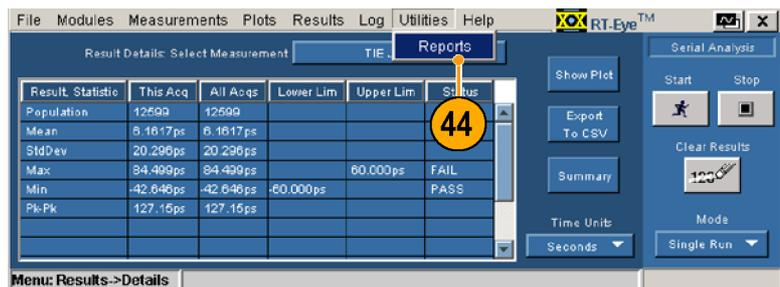 File Modules Measurements Plots Results Log Utilities Help RT-Eye™ X
Reports
Result Details: Select Measurement TIE
Serial Analysis
Show Plot
Start Stop
Result, Statistic This Acq All Acqs Lower Lim Upper Lim Status
Population 12599 12599
44
Export
To CSV
Mean 6.1617ps 6.1617ps
StdDev 20.296ps 20.296ps
Clear Results
Max 84.499ps 84.499ps 60.000ps FAIL
Summary
123
Min -42.646ps -42.646ps -60.000ps PASS
Pk-Pk 127.15ps 127.15ps
Time Units
Mode
Seconds
Single Run
Menu: Results->Details